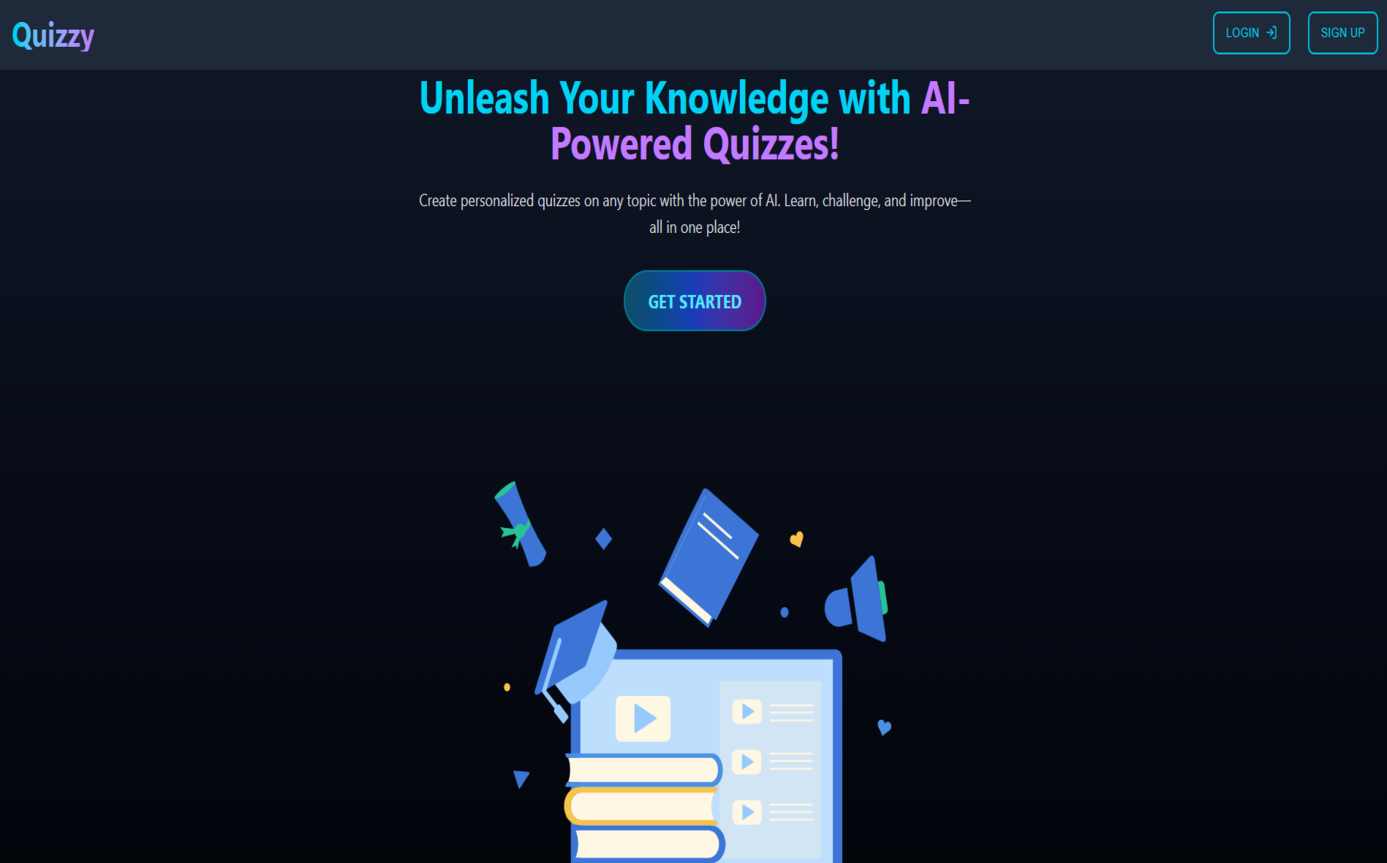 Quizzy
LOGIN
SIGN UP
Unleash Your Knowledge with AI-
Powered Quizzes!
Create personalized quizzes on any topic with the power of AI. Learn, challenge, and improve—
all in one place!
GET STARTED